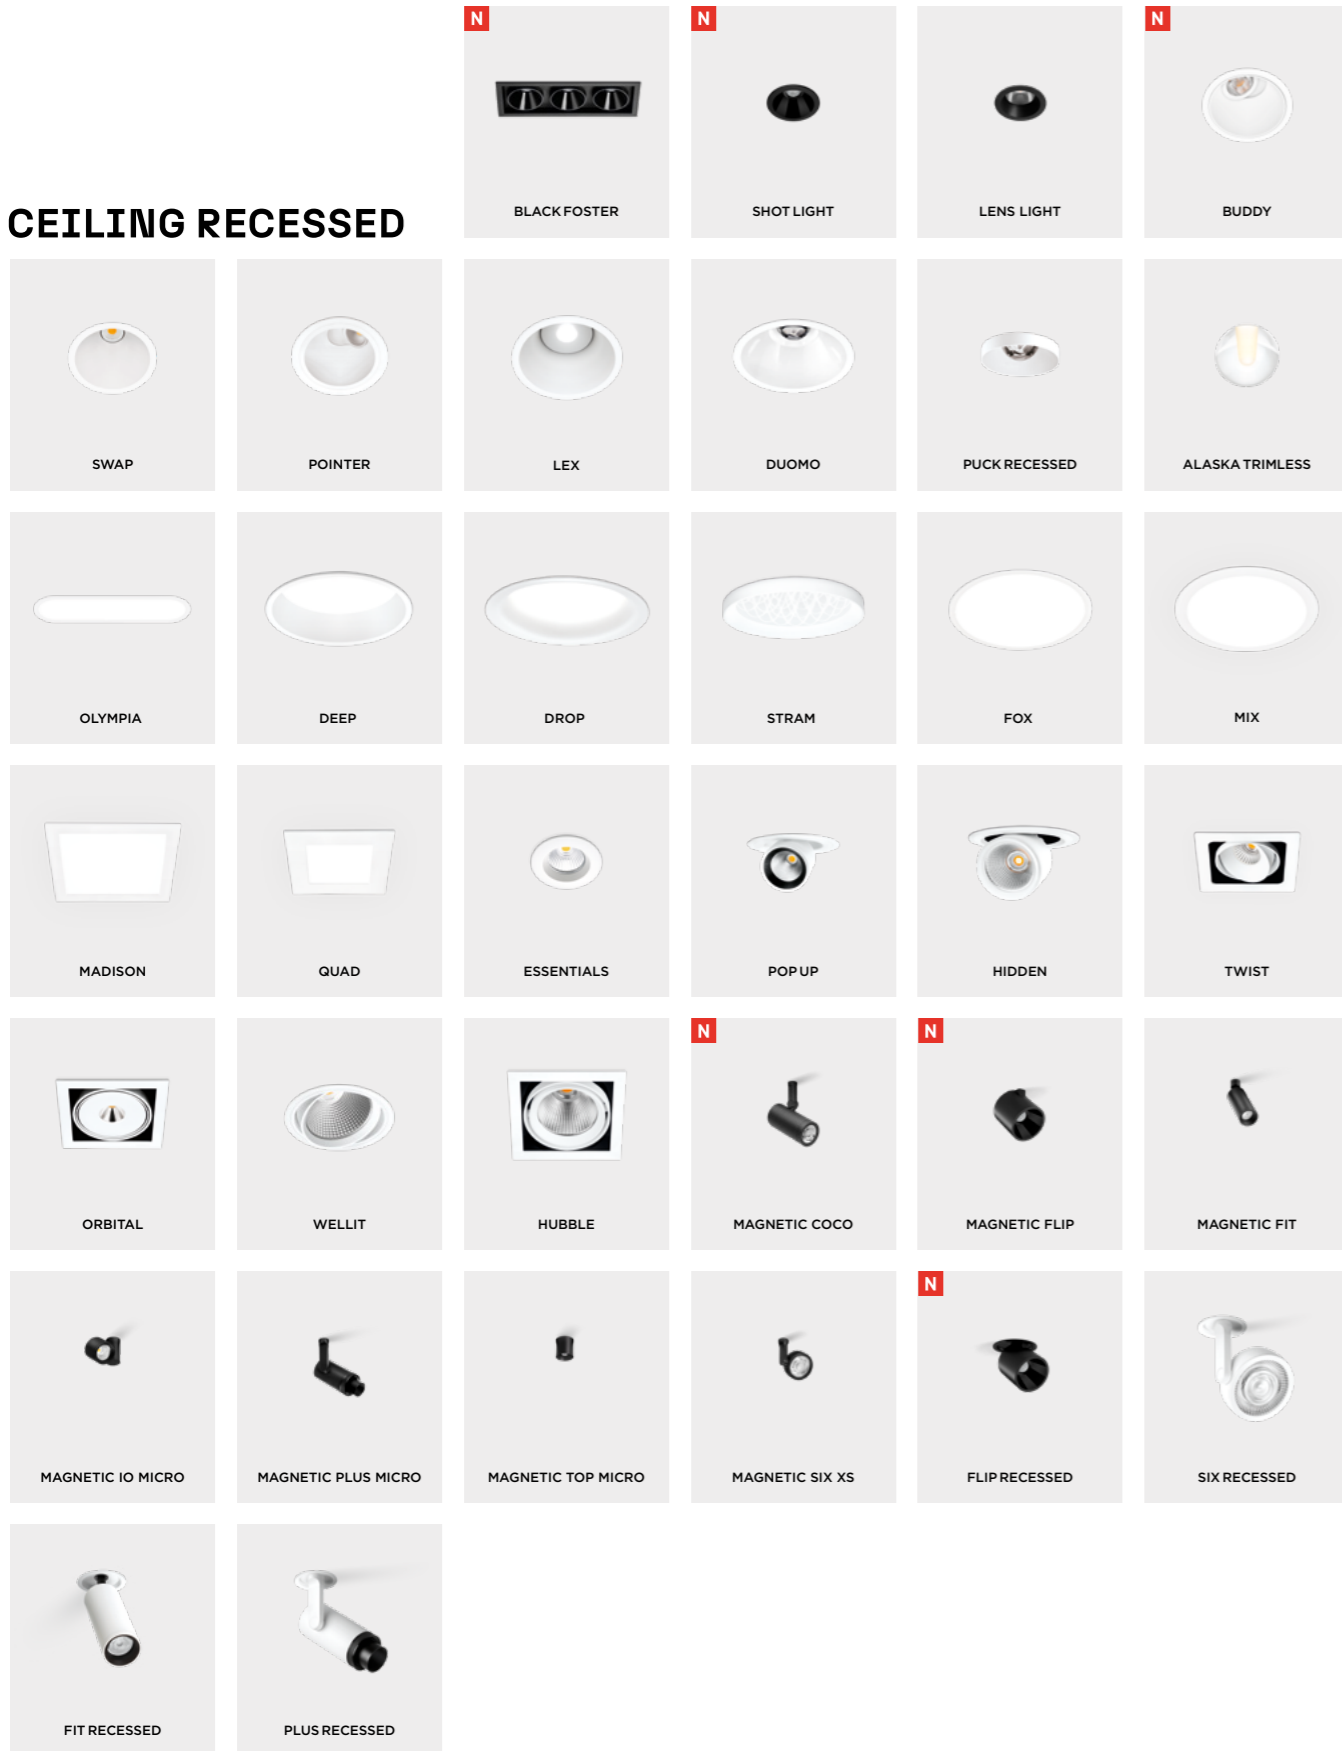 N
N
N
BLACK FOSTER
SHOT LIGHT
LENS LIGHT
BUDDY
CEILING RECESSED
SWAP
POINTER
LEX
DUOMO
PUCK RECESSED
ALASKA TRIMLESS
OLYMPIA
DEEP
DROP
STRAM
FOX
MIX
MADISON
QUAD
ESSENTIALS
POP UP
HIDDEN
TWIST
N
N
ORBITAL
WELLIT
HUBBLE
MAGNETIC COCO
MAGNETIC FLIP
MAGNETIC FIT
N
MAGNETIC IO MICRO
MAGNETIC PLUS MICRO
MAGNETIC TOP MICRO
MAGNETIC SIX XS
FLIP RECESSED
SIX RECESSED
FIT RECESSED
PLUS RECESSED